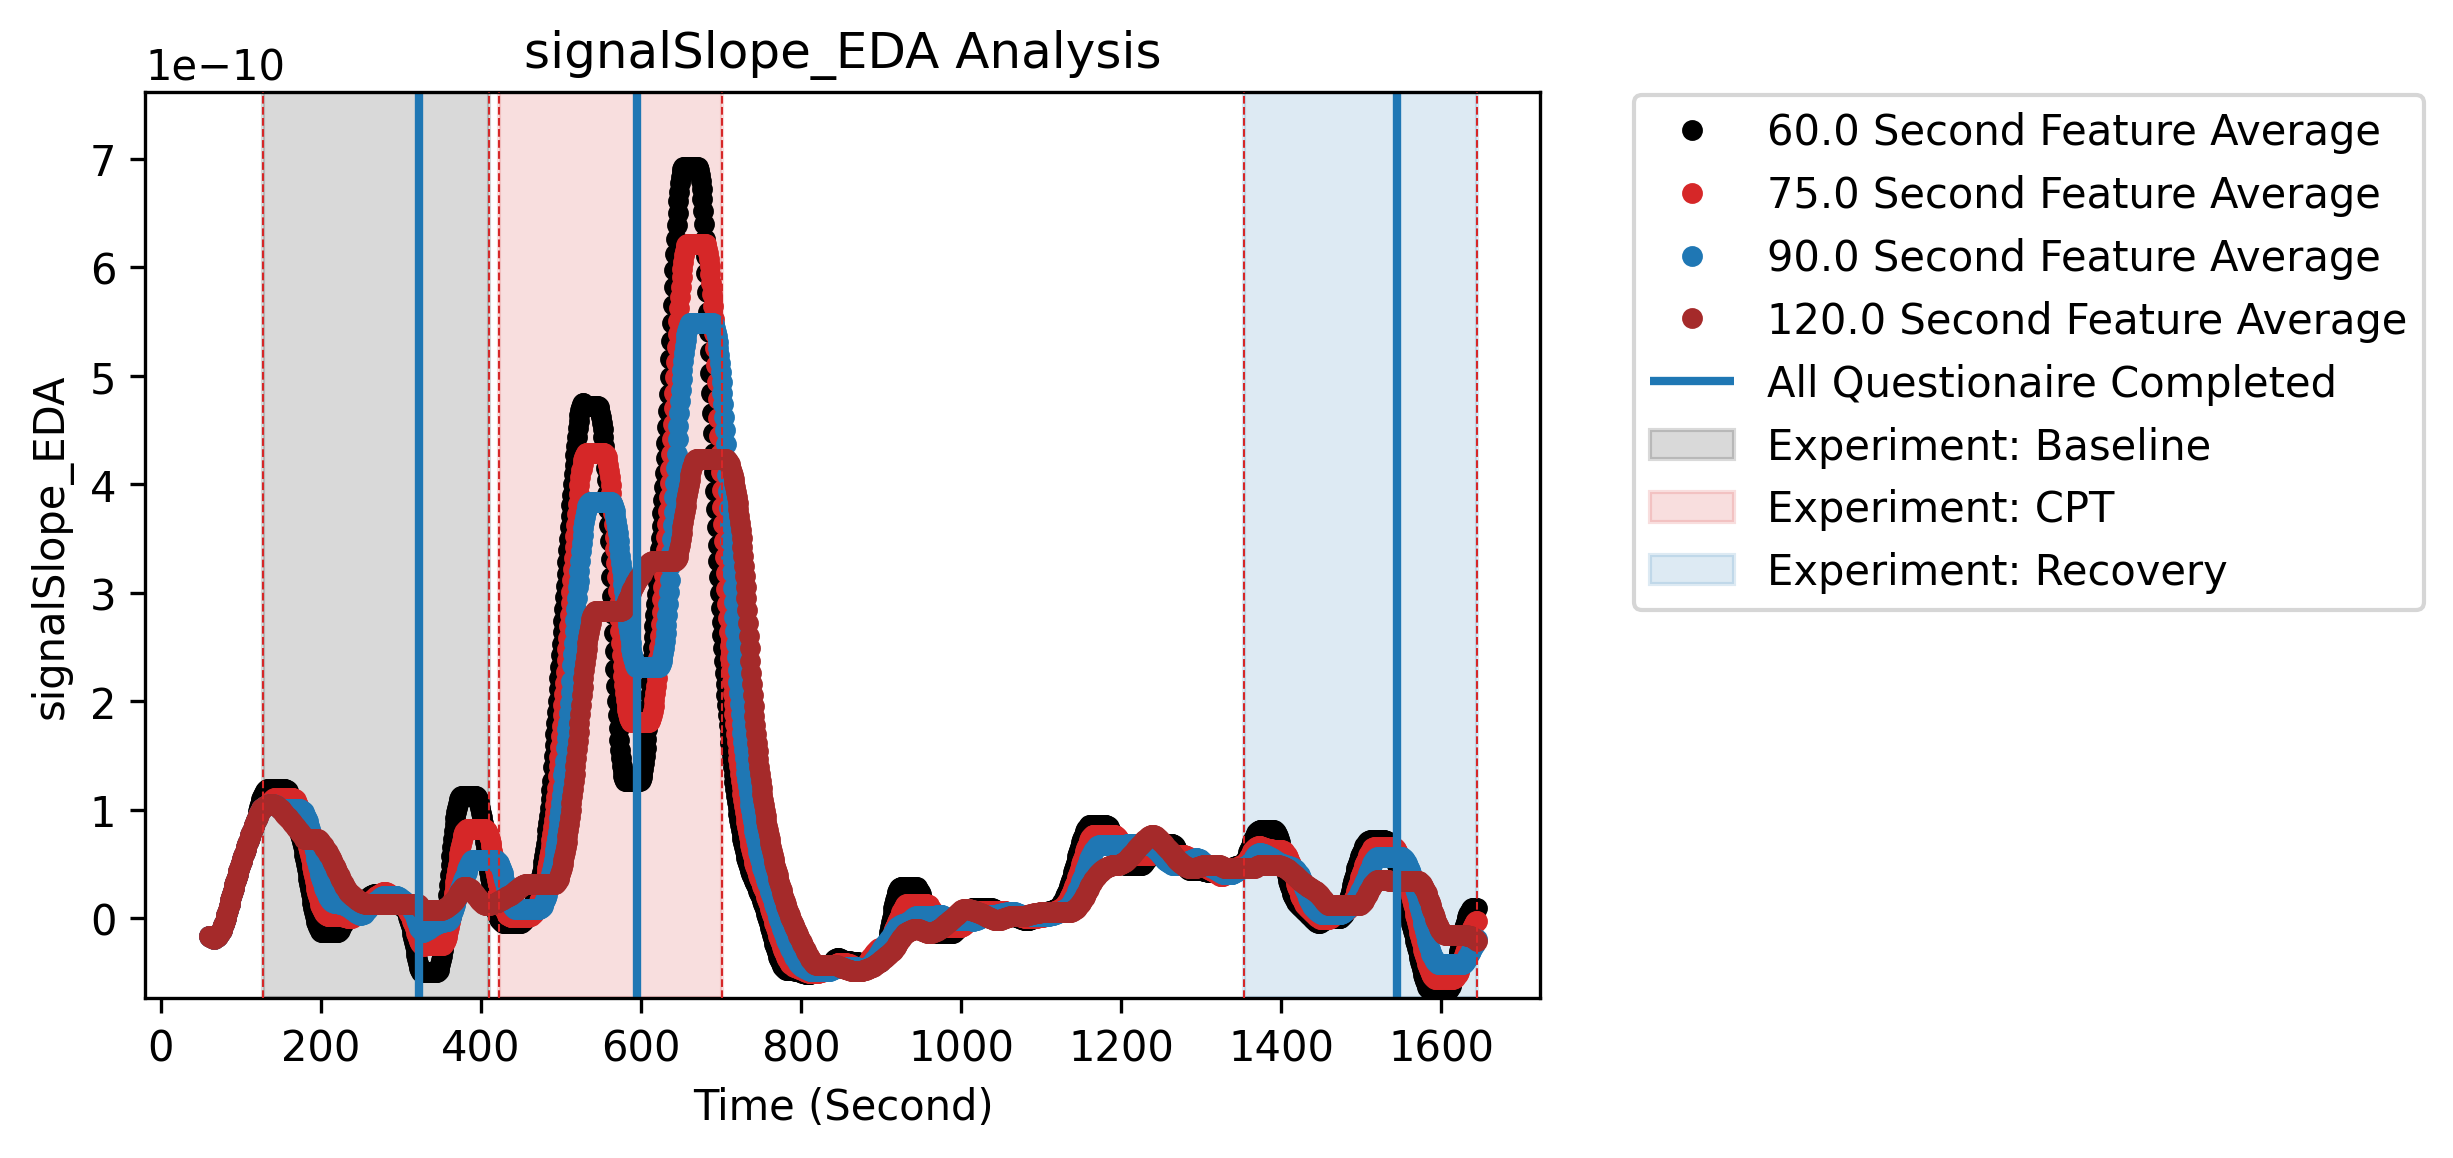 signalSlope_EDA Analysis
1e−10
7
6
5
4
3
2
1
0
signalSlope_EDA
0 200 400 600 800 1000 1200 1400 1600
Time (Second)
60.0 Second Feature Average
75.0 Second Feature Average
90.0 Second Feature Average
120.0 Second Feature Average
All Questionaire Completed
Experiment: Baseline
Experiment: CPT
Experiment: Recovery